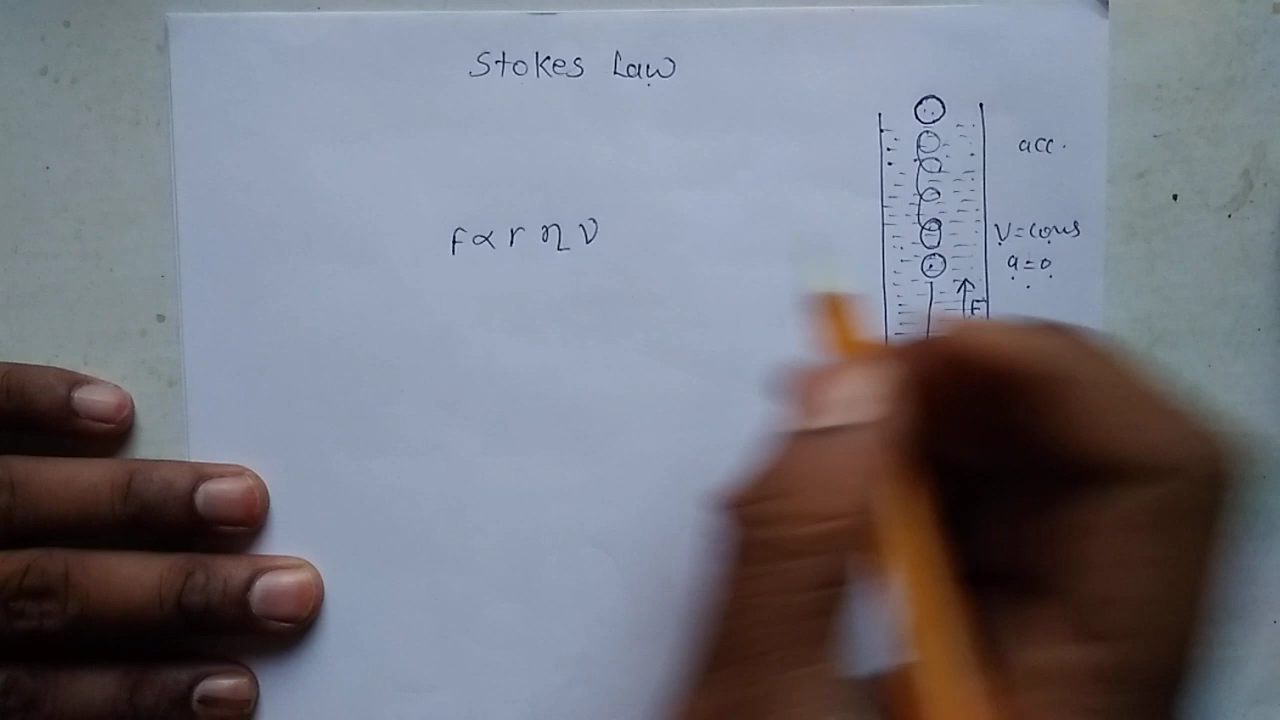 Stokes Law
acc.
F ∝ r η v
v = cons
a = 0
F